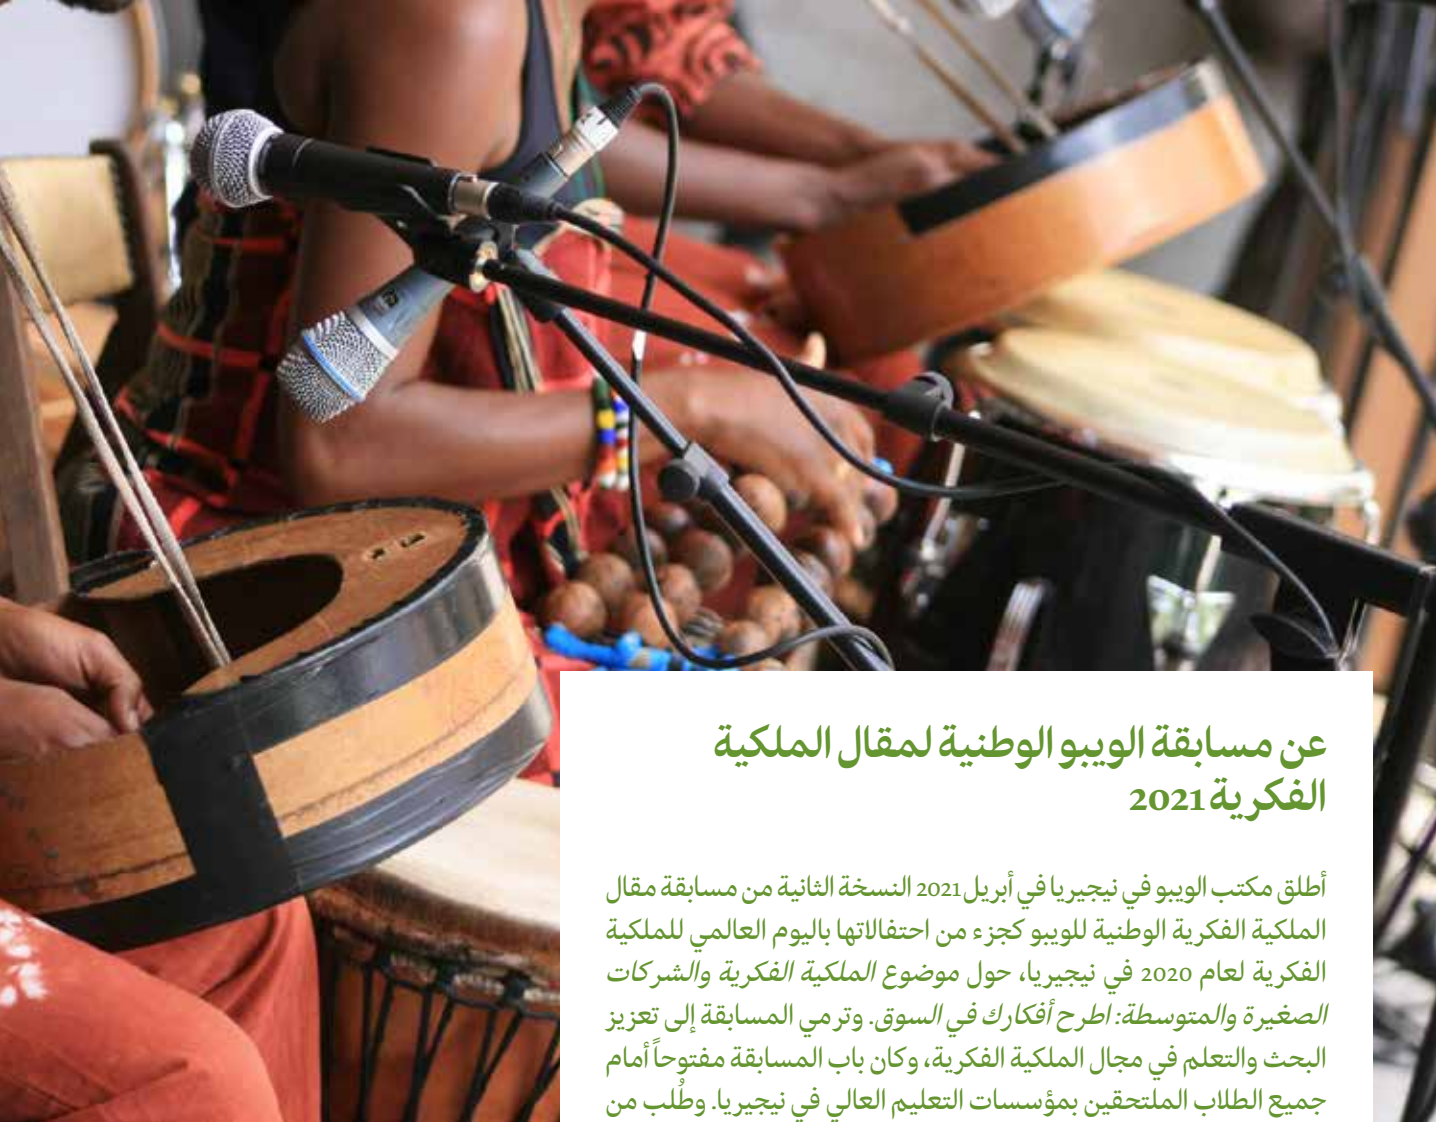 عن مسابقة الويبو الوطنية لمقال الملكية
الفكرية 2021
أطلق مكتب الويبو في نيجيريا في أبريل 2021 النسخة الثانية من مسابقة مقال
الملكية الفكرية الوطنية للويبو كجزء من احتفالاتها باليوم العالمي للملكية
الفكرية لعام 2020 في نيجيريا، حول موضوع الملكية الفكرية والشركات
الصغيرة والمتوسطة: اطرح أفكارك في السوق. وترمي المسابقة إلى تعزيز
البحث والتعلم في مجال الملكية الفكرية، وكان باب المسابقة مفتوحاً أمام
جميع الطلاب الملتحقين بمؤسسات التعليم العالي في نيجيريا. وطُلب من